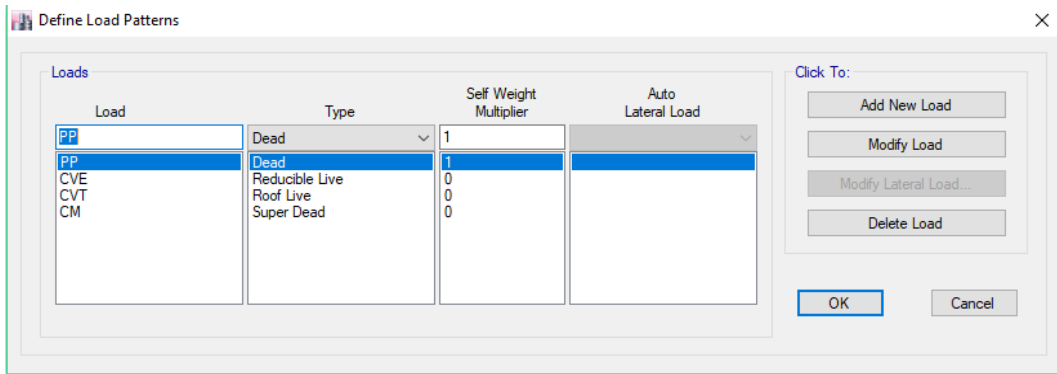 Define Load Patterns
Loads
Load Type Self Weight Multiplier Auto Lateral Load
PP Dead 1
PP Dead 1
CVE Reducible Live 0
CVT Roof Live 0
CM Super Dead 0
Click To:
Add New Load
Modify Load
Modify Lateral Load...
Delete Load
OK Cancel